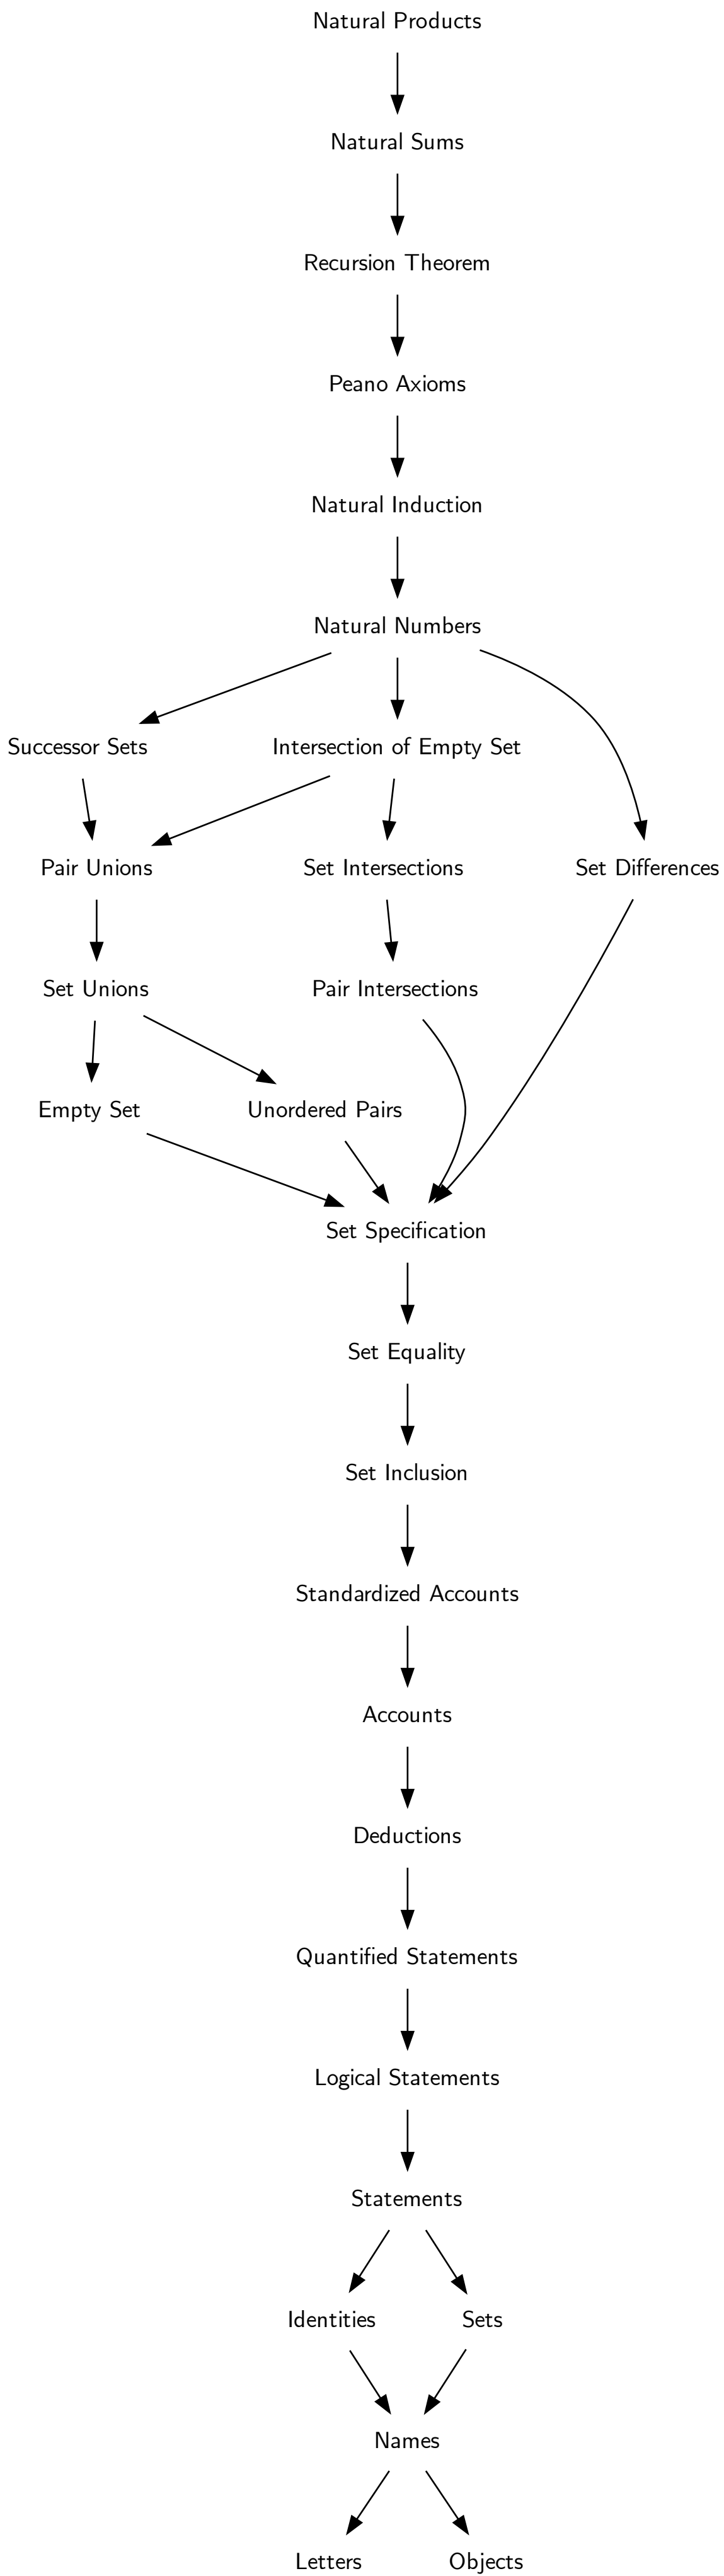 Natural Products
Natural Sums
Recursion Theorem
Peano Axioms
Natural Induction
Natural Numbers
Successor Sets
Intersection of Empty Set
Pair Unions
Set Intersections
Set Differences
Set Unions
Pair Intersections
Empty Set
Unordered Pairs
Set Specification
Set Equality
Set Inclusion
Standardized Accounts
Accounts
Deductions
Quantified Statements
Logical Statements
Statements
Identities
Sets
Names
Letters
Objects